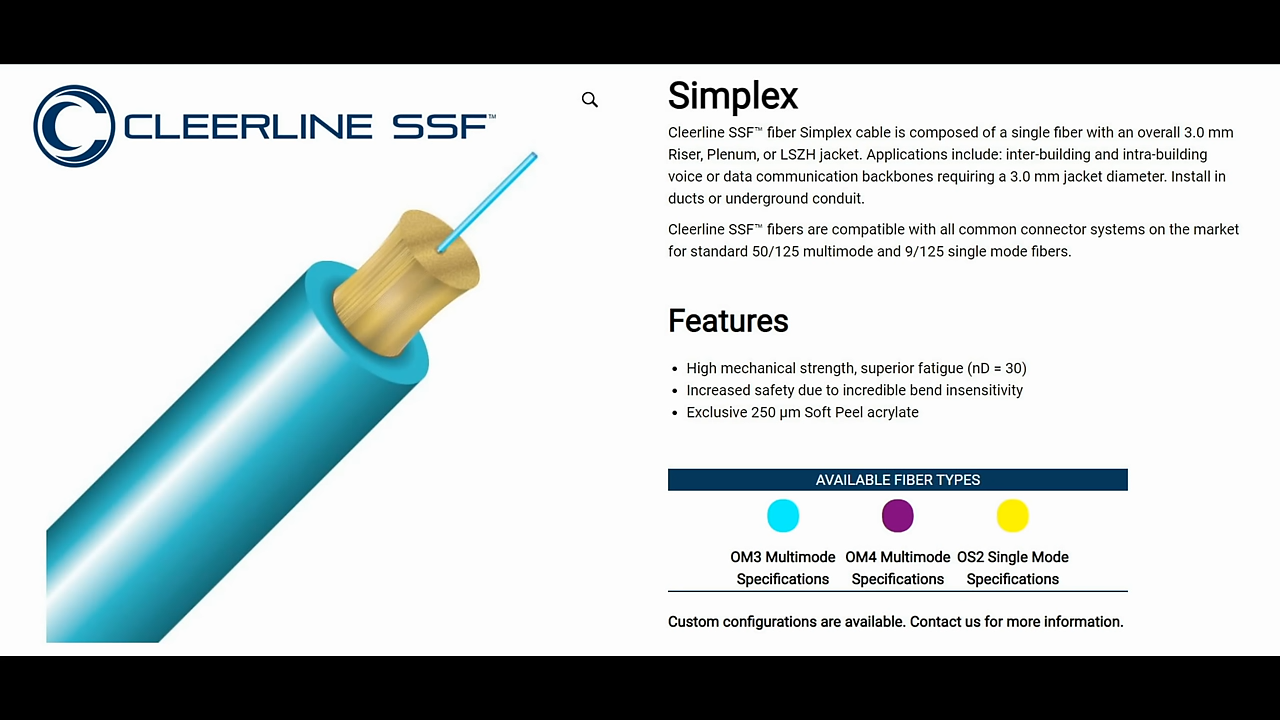 CLEERLINE SSF™
Simplex
Cleerline SSF™ fiber Simplex cable is composed of a single fiber with an overall 3.0 mm
Riser, Plenum, or LSZH jacket. Applications include: inter-building and intra-building
voice or data communication backbones requiring a 3.0 mm jacket diameter. Install in
ducts or underground conduit.
Cleerline SSF™ fibers are compatible with all common connector systems on the market
for standard 50/125 multimode and 9/125 single mode fibers.
Features
• High mechanical strength, superior fatigue (nD = 30)
• Increased safety due to incredible bend insensitivity
• Exclusive 250 µm Soft Peel acrylate
AVAILABLE FIBER TYPES
OM3 Multimode OM4 Multimode OS2 Single Mode
Specifications Specifications Specifications
Custom configurations are available. Contact us for more information.